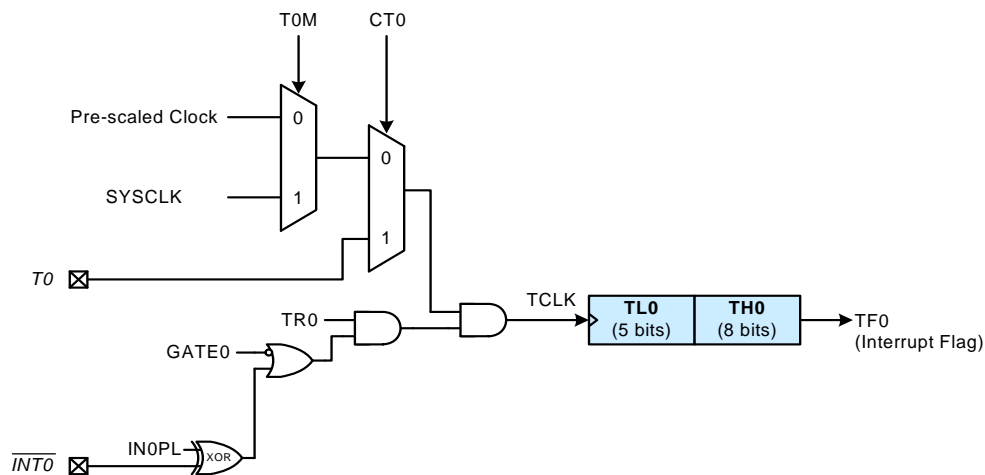 T0M CT0
Pre-scaled Clock
0
0
SYSCLK
1
1
T0
TCLK
TL0
(5 bits)
TH0
(8 bits)
TF0
(Interrupt Flag)
TR0
GATE0
IN0PL
XOR
INT0